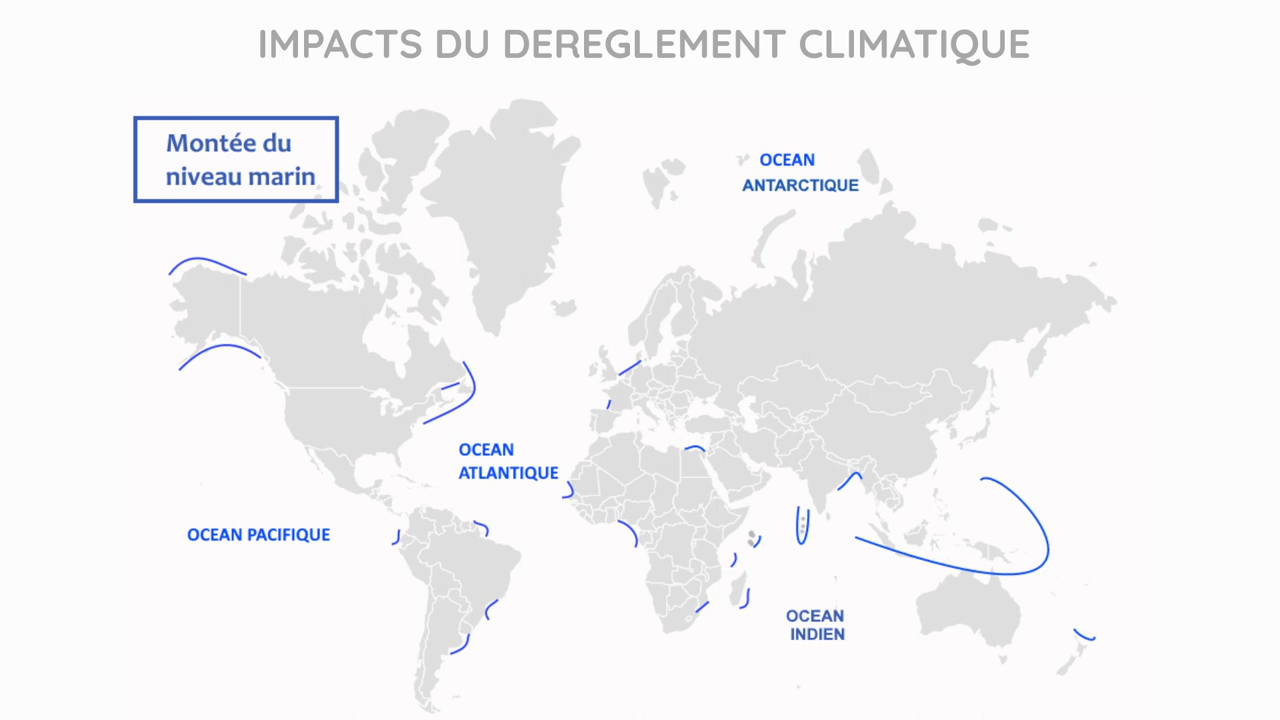 IMPACTS DU DEREGLEMENT CLIMATIQUE
Montée du
niveau marin
OCEAN
ANTARCTIQUE
OCEAN
ATLANTIQUE
OCEAN PACIFIQUE
OCEAN
INDIEN